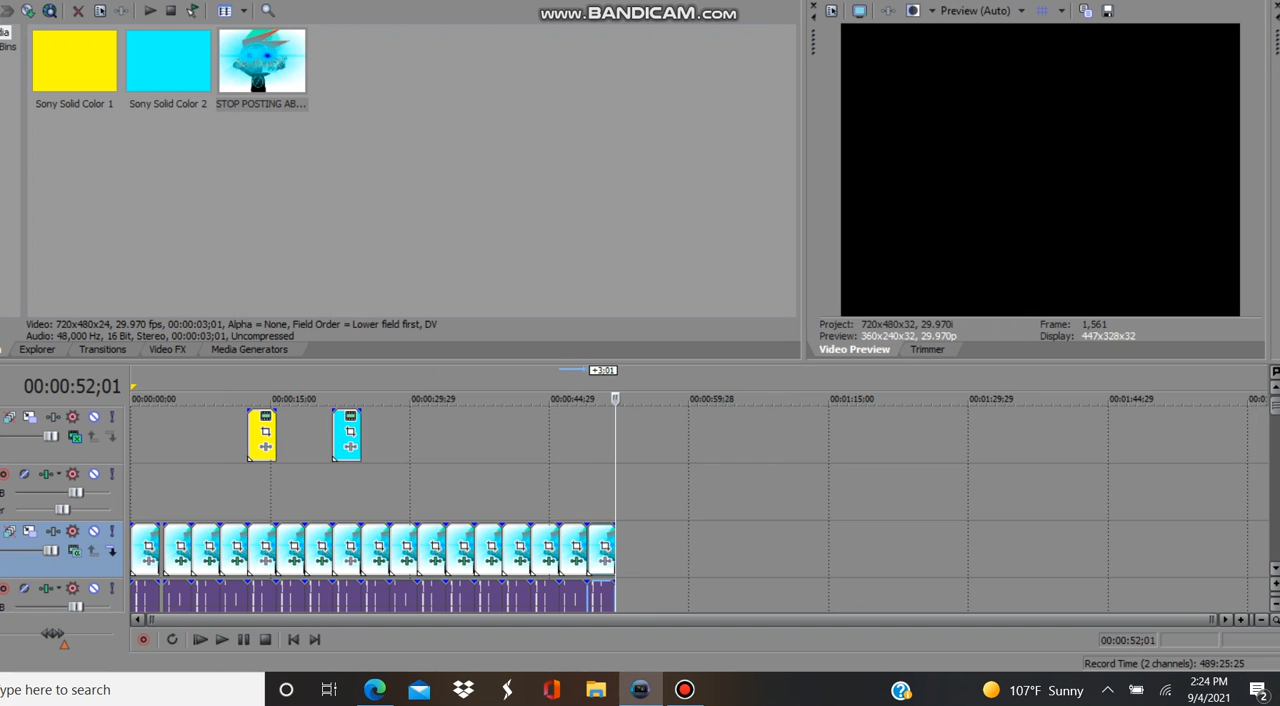 www.BANDICAM.com
Preview (Auto)
Bins
Sony Solid Color 1
Sony Solid Color 2
STOP POSTING AB...
Video: 720x480x24, 29.970 fps, 00:00:03;01, Alpha = None, Field Order = Lower field first, DV
Audio: 48,000 Hz, 16 Bit, Stereo, 00:00:03;01, Uncompressed
Project: 720x480x32, 29.970i
Frame: 1,561
Preview: 360x240x32, 29.970p
Display: 447x328x32
Explorer
Transitions
Video FX
Media Generators
Video Preview
Trimmer
+3;01
00:00:52;01
00:00:00;00
00:00:15;00
00:00:29;29
00:00:44;29
00:00:59;28
00:01:15;00
00:01:29;29
00:01:44;29
00:00:52;01
Record Time (2 channels): 489:25:25
ype here to search
107°F Sunny
2:24 PM
9/4/2021
2